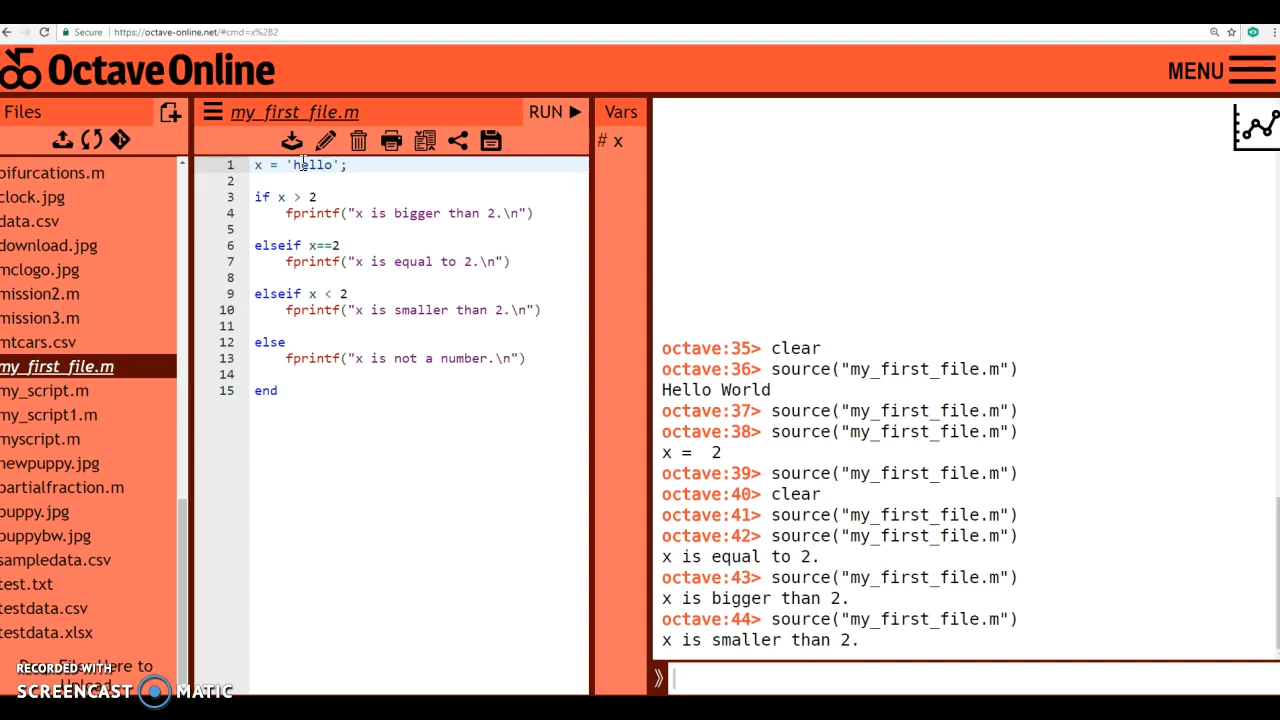 Secure
https://octave-online.net/#cmd=x%2B2
Octave Online
MENU
Files
my_first_file.m
RUN
Vars
# x
bifurcations.m
clock.jpg
data.csv
download.jpg
mclogo.jpg
mission2.m
mission3.m
mtcars.csv
my_first_file.m
my_script.m
my_script1.m
myscript.m
newpuppy.jpg
partialfraction.m
puppy.jpg
puppybw.jpg
sampledata.csv
test.txt
testdata.csv
testdata.xlsx
Here to
Upload
1 x = 'hello';
2
3 if x > 2
4 fprintf("x is bigger than 2.\n")
5
6 elseif x==2
7 fprintf("x is equal to 2.\n")
8
9 elseif x < 2
10 fprintf("x is smaller than 2.\n")
11
12 else
13 fprintf("x is not a number.\n")
14
15 end
octave:35> clear
octave:36> source("my_first_file.m")
Hello World
octave:37> source("my_first_file.m")
octave:38> source("my_first_file.m")
x = 2
octave:39> source("my_first_file.m")
octave:40> clear
octave:41> source("my_first_file.m")
octave:42> source("my_first_file.m")
x is equal to 2.
octave:43> source("my_first_file.m")
x is bigger than 2.
octave:44> source("my_first_file.m")
x is smaller than 2.
RECORDED WITH
SCREENCAST MATIC